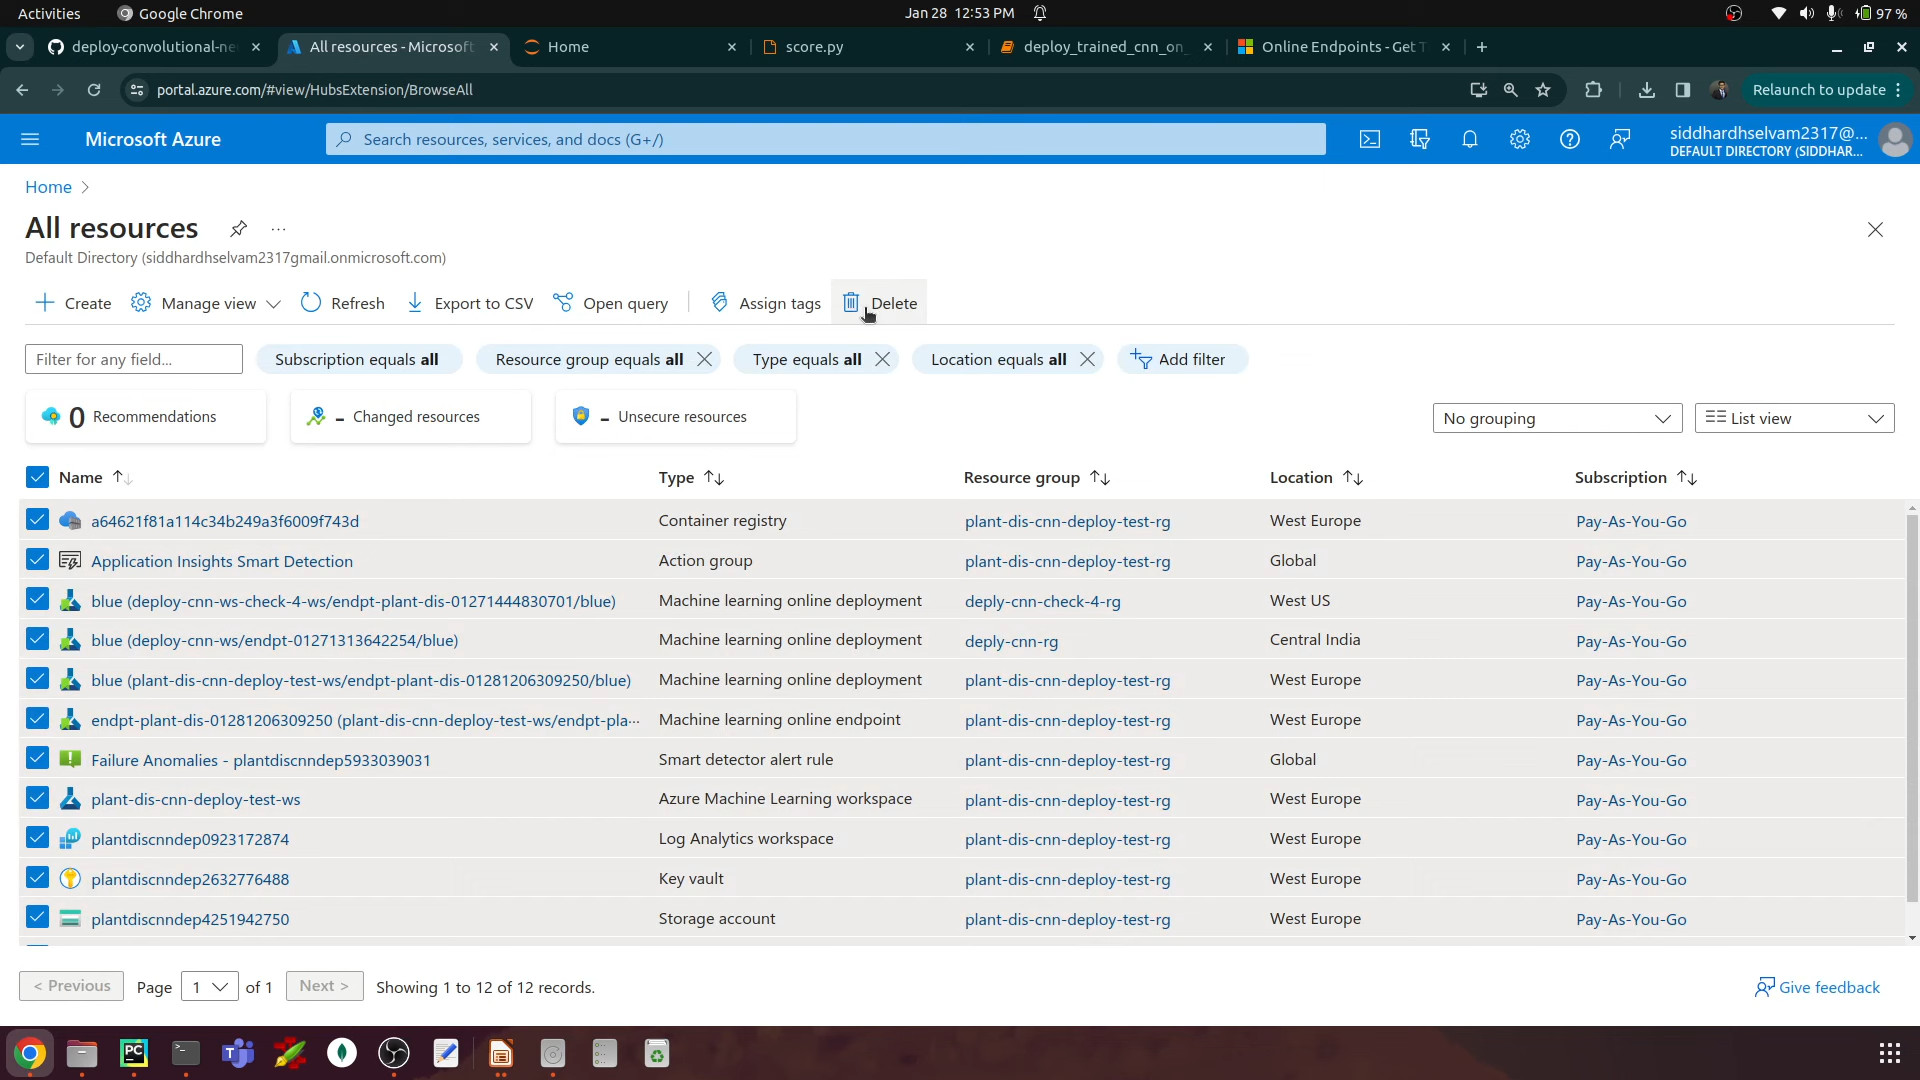 Activities Google Chrome Jan 28 12:53 PM 97 %
deploy-convolutional-ne All resources - Microsoft Home score.py deploy_trained_cnn_on_ Online Endpoints - Get T
portal.azure.com/#view/HubsExtension/BrowseAll Relaunch to update
Microsoft Azure Search resources, services, and docs (G+/) siddhardhselvam2317@...
DEFAULT DIRECTORY (SIDDHAR...
Home
All resources ...
Default Directory (siddhardhselvam2317gmail.onmicrosoft.com)
Create Manage view Refresh Export to CSV Open query Assign tags Delete
Filter for any field... Subscription equals all Resource group equals all Type equals all Location equals all Add filter
0 Recommendations – Changed resources – Unsecure resources No grouping List view
Name Type Resource group Location Subscription
a64621f81a114c34b249a3f6009f743d Container registry plant-dis-cnn-deploy-test-rg West Europe Pay-As-You-Go
Application Insights Smart Detection Action group plant-dis-cnn-deploy-test-rg Global Pay-As-You-Go
blue (deploy-cnn-ws-check-4-ws/endpt-plant-dis-01271444830701/blue) Machine learning online deployment deply-cnn-check-4-rg West US Pay-As-You-Go
blue (deploy-cnn-ws/endpt-01271313642254/blue) Machine learning online deployment deply-cnn-rg Central India Pay-As-You-Go
blue (plant-dis-cnn-deploy-test-ws/endpt-plant-dis-01281206309250/blue) Machine learning online deployment plant-dis-cnn-deploy-test-rg West Europe Pay-As-You-Go
endpt-plant-dis-01281206309250 (plant-dis-cnn-deploy-test-ws/endpt-pla... Machine learning online endpoint plant-dis-cnn-deploy-test-rg West Europe Pay-As-You-Go
Failure Anomalies - plantdiscnndep5933039031 Smart detector alert rule plant-dis-cnn-deploy-test-rg Global Pay-As-You-Go
plant-dis-cnn-deploy-test-ws Azure Machine Learning workspace plant-dis-cnn-deploy-test-rg West Europe Pay-As-You-Go
plantdiscnndep0923172874 Log Analytics workspace plant-dis-cnn-deploy-test-rg West Europe Pay-As-You-Go
plantdiscnndep2632776488 Key vault plant-dis-cnn-deploy-test-rg West Europe Pay-As-You-Go
plantdiscnndep4251942750 Storage account plant-dis-cnn-deploy-test-rg West Europe Pay-As-You-Go
< Previous Page 1 of 1 Next > Showing 1 to 12 of 12 records. Give feedback